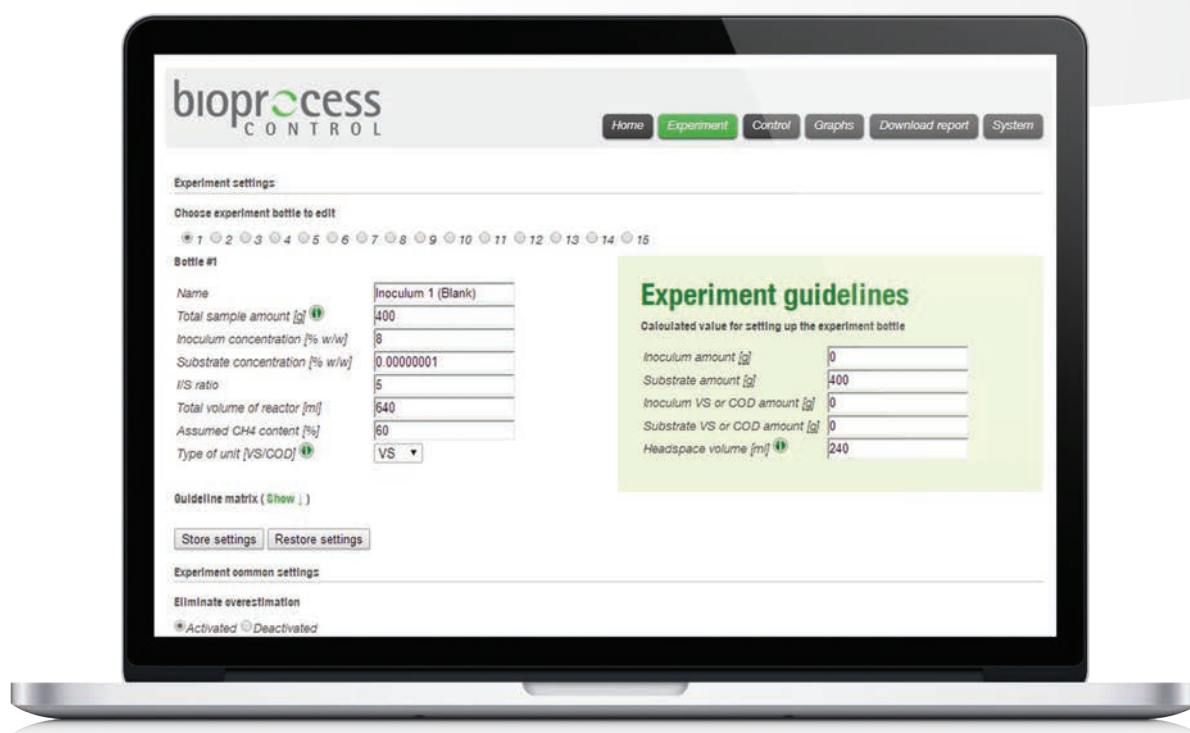 bioprocess
CONTROL
Home Experiment Control Graphs Download report System
Experiment settings
Choose experiment bottle to edit
1 2 3 4 5 6 7 8 9 10 11 12 13 14 15
Bottle #1
Name Inoculum 1 (Blank)
Total sample amount [g] 400
Inoculum concentration [% w/w] 8
Substrate concentration [% w/w] 0.00000001
I/S ratio 5
Total volume of reactor [ml] 640
Assumed CH4 content [%] 60
Type of unit [VS/COD] VS
Experiment guidelines
Calculated value for setting up the experiment bottle
Inoculum amount [g] 0
Substrate amount [g] 400
Inoculum VS or COD amount [g] 0
Substrate VS or COD amount [g] 0
Headspace volume [ml] 240
Guideline matrix ( Show ↓ )
Store settings Restore settings
Experiment common settings
Eliminate overestimation
Activated Deactivated